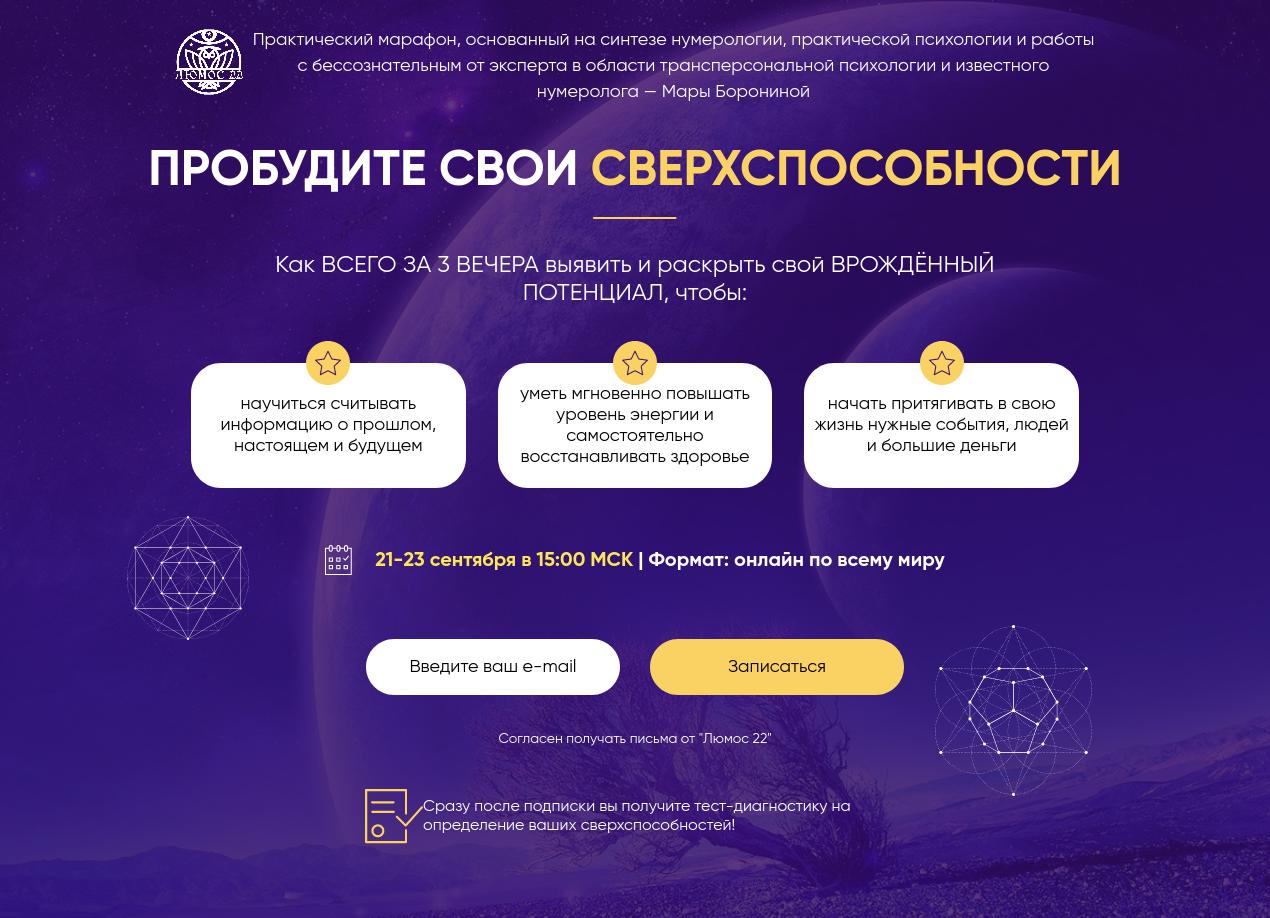 ЛЮМОС 22
Практический марафон, основанный на синтезе нумерологии, практической психологии и работы
с бессознательным от эксперта в области трансперсональной психологии и известного
нумеролога — Мары Борониной
ПРОБУДИТЕ СВОИ СВЕРХСПОСОБНОСТИ
Как ВСЕГО ЗА 3 ВЕЧЕРА выявить и раскрыть свой ВРОЖДЁННЫЙ
ПОТЕНЦИАЛ, чтобы:
научиться считывать
информацию о прошлом,
настоящем и будущем
уметь мгновенно повышать
уровень энергии и
самостоятельно
восстанавливать здоровье
начать притягивать в свою
жизнь нужные события, людей
и большие деньги
21-23 сентября в 15:00 МСК | Формат: онлайн по всему миру
Введите ваш e-mail
Записаться
Согласен получать письма от "Люмос 22"
Сразу после подписки вы получите тест-диагностику на
определение ваших сверхспособностей!